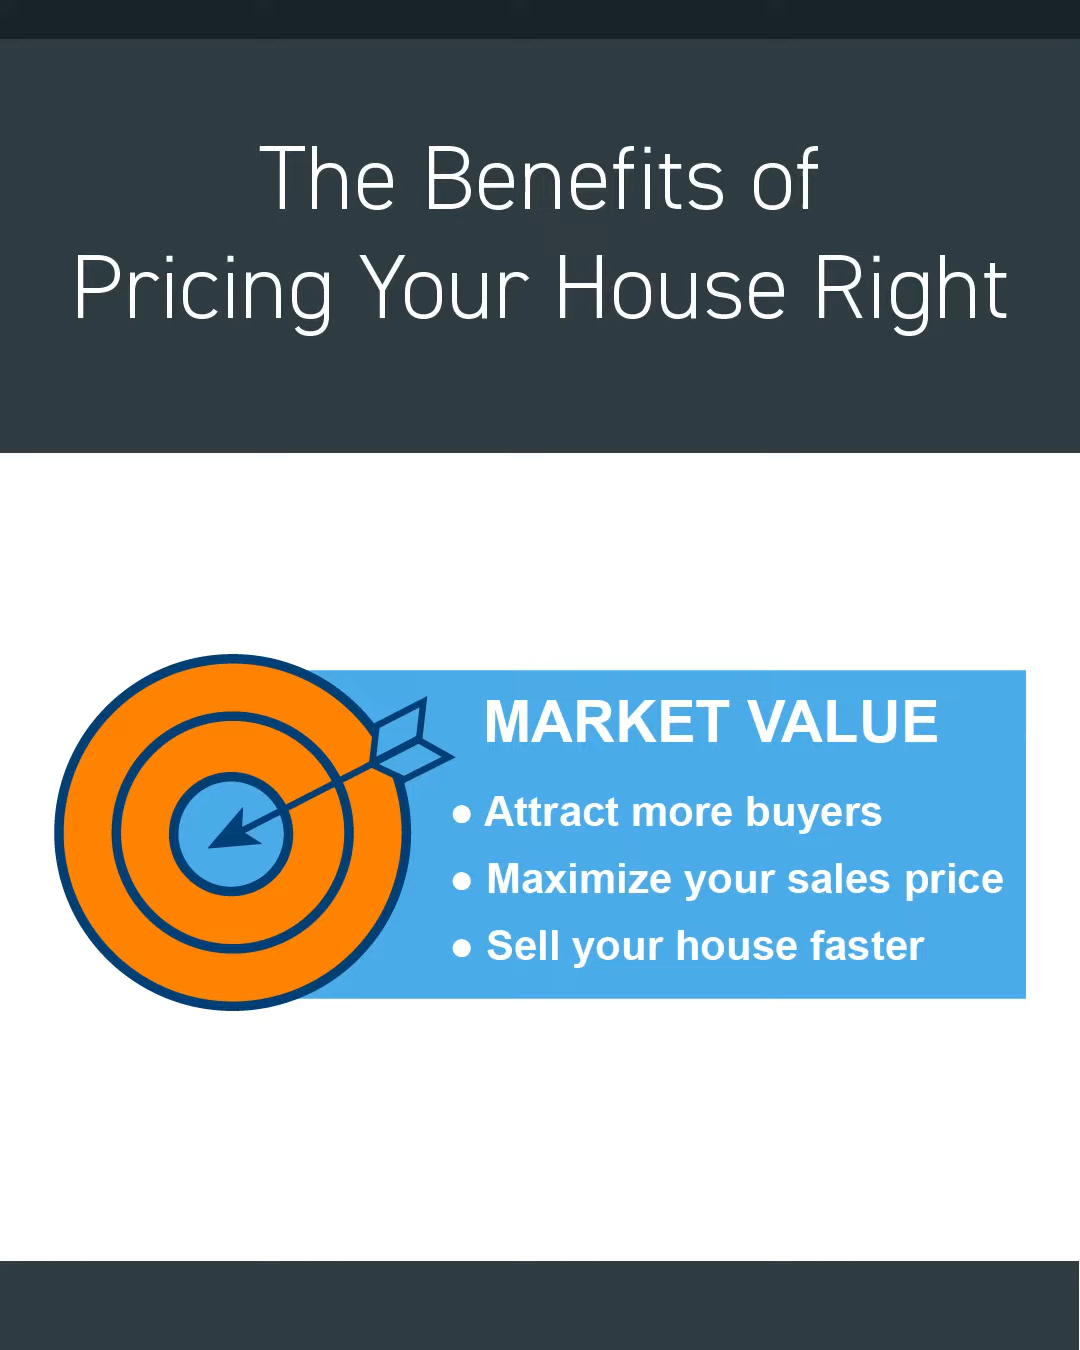 The Benefits of
Pricing Your House Right
MARKET VALUE
● Attract more buyers
● Maximize your sales price
● Sell your house faster